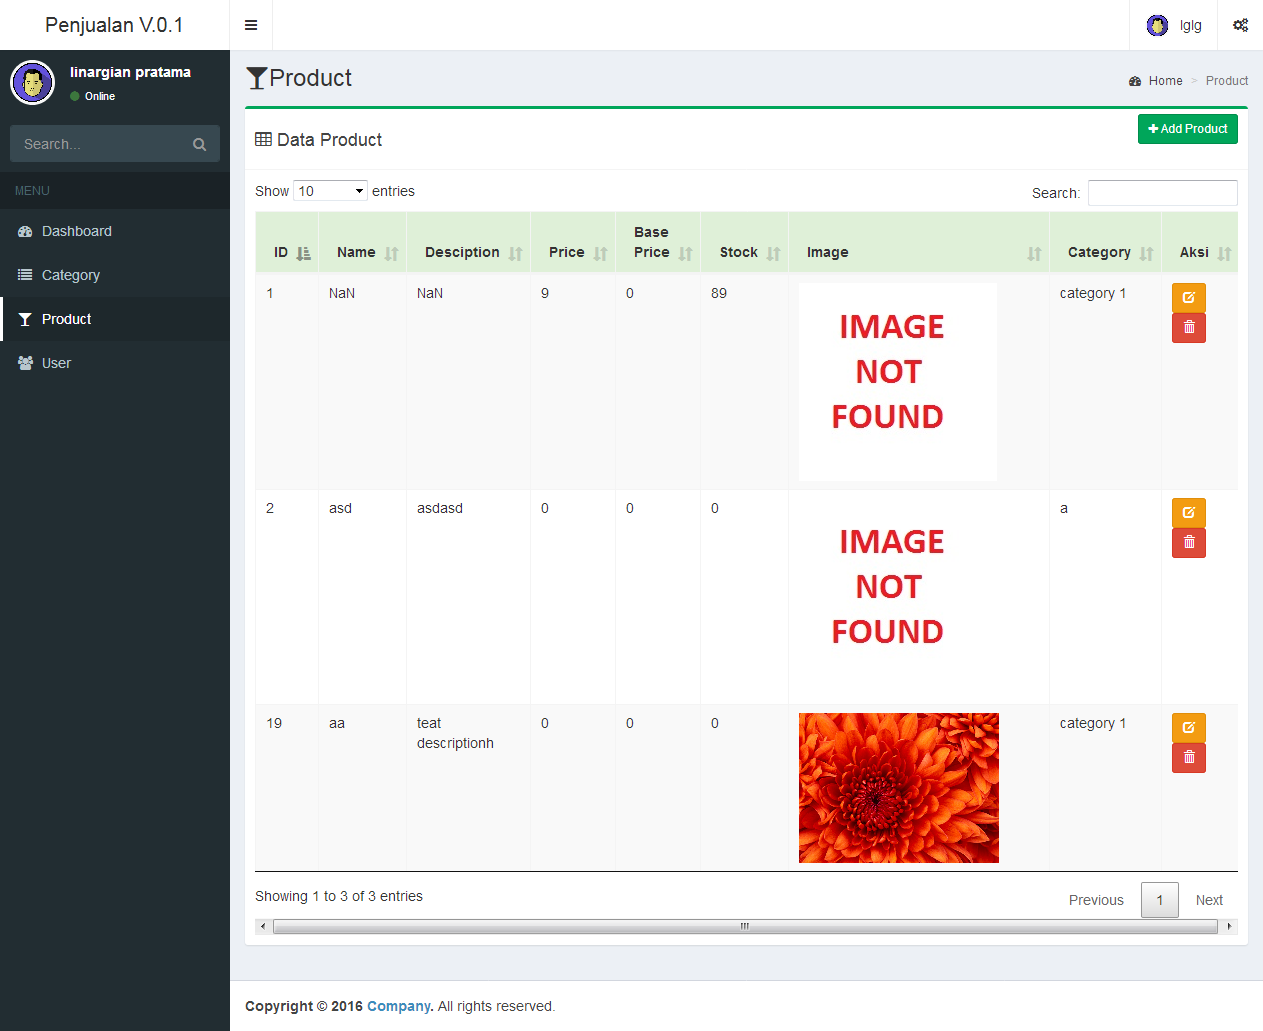 Penjualan V.0.1
lglg
linargian pratama
Online
Search...
MENU
Dashboard
Category
Product
User
Product
Home > Product
Data Product
Add Product
Show 10 entries
Search:
ID Name Desciption Price Base Price Stock Image Category Aksi
1 NaN NaN 9 0 89 category 1
IMAGE
NOT
FOUND
2 asd asdasd 0 0 0 a
IMAGE
NOT
FOUND
19 aa teat descriptionh 0 0 0 category 1
Showing 1 to 3 of 3 entries
Previous 1 Next
Copyright © 2016 Company. All rights reserved.